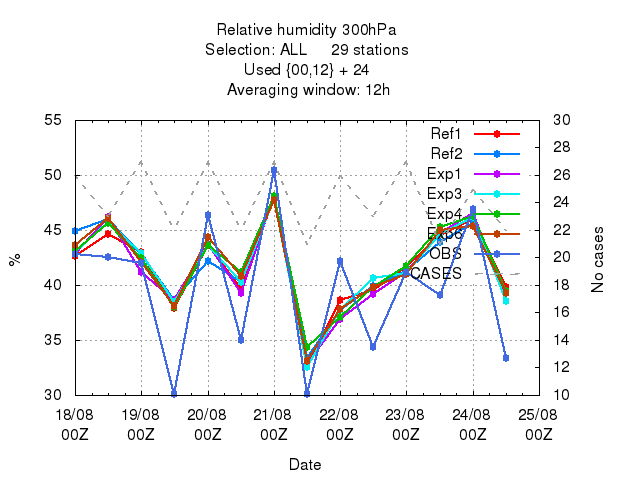 Relative humidity 300hPa
Selection: ALL 29 stations
Used {00,12} + 24
Averaging window: 12h
55
50
45
40
35
30
%
30
28
26
24
22
20
18
16
14
12
10
No cases
Ref1
Ref2
Exp1
Exp3
Exp4
Exp6
OBS
CASES
18/08 19/08 20/08 21/08 22/08 23/08 24/08 25/08
00Z 00Z 00Z 00Z 00Z 00Z 00Z 00Z
Date